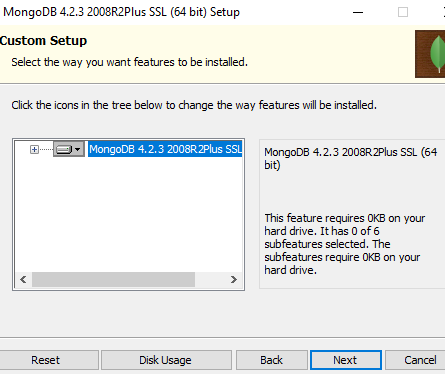 MongoDB 4.2.3 2008R2Plus SSL (64 bit) Setup
Custom Setup
Select the way you want features to be installed.
Click the icons in the tree below to change the way features will be installed.
MongoDB 4.2.3 2008R2Plus SSL
MongoDB 4.2.3 2008R2Plus SSL (64
bit)
This feature requires 0KB on your
hard drive. It has 0 of 6
subfeatures selected. The
subfeatures require 0KB on your
hard drive.
Reset
Disk Usage
Back
Next
Cancel